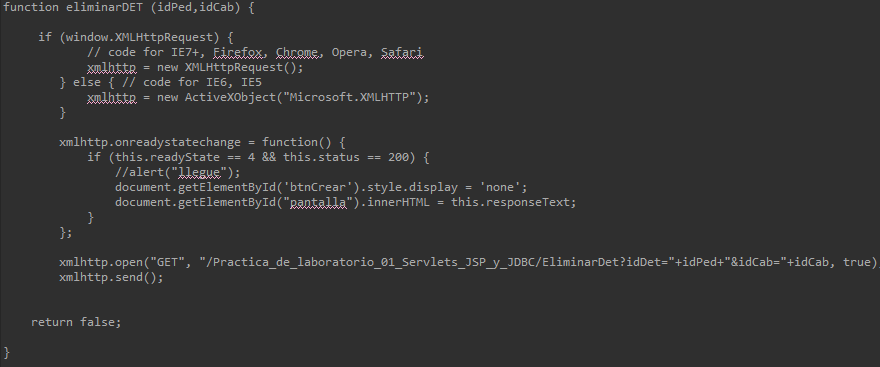 function eliminarDET (idPed,idCab) {
if (window.XMLHttpRequest) {
// code for IE7+, Firefox, Chrome, Opera, Safari
xmlhttp = new XMLHttpRequest();
} else { // code for IE6, IE5
xmlhttp = new ActiveXObject("Microsoft.XMLHTTP");
}
xmlhttp.onreadystatechange = function() {
if (this.readyState == 4 && this.status == 200) {
//alert("llegue");
document.getElementById('btnCrear').style.display = 'none';
document.getElementById("pantalla").innerHTML = this.responseText;
}
};
xmlhttp.open("GET", "/Practica_de_laboratorio_01_Servlets_JSP_y_JDBC/EliminarDet?idDet="+idPed+"&idCab="+idCab, true)
xmlhttp.send();
return false;
}